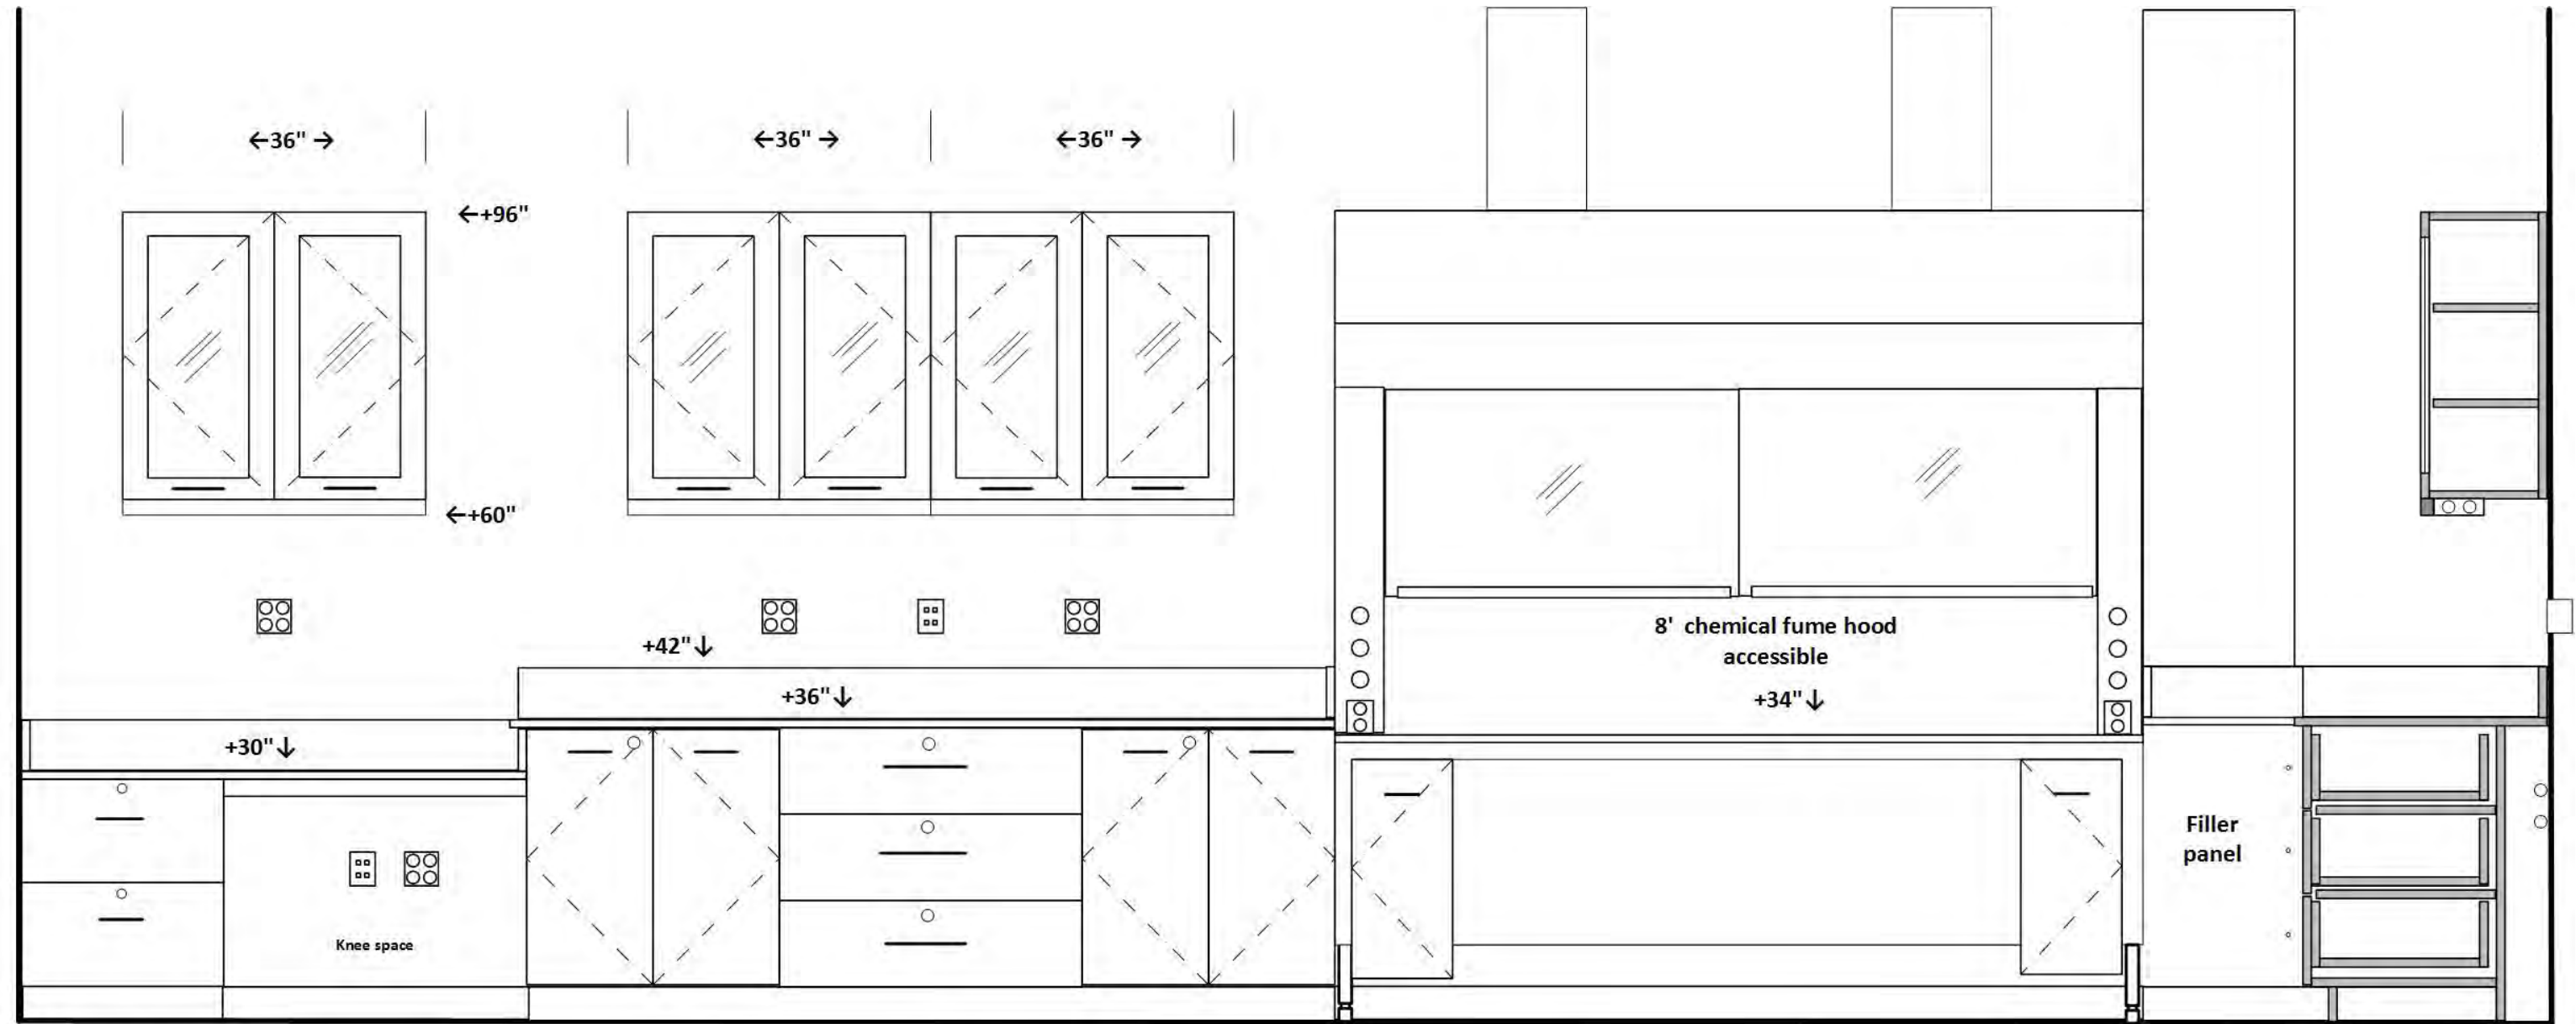 ←36" →
←36" →
←36" →
←+96"
←+60"
+42"↓
+36"↓
+30"↓
8' chemical fume hood
accessible
+34"↓
Filler
panel
Knee space